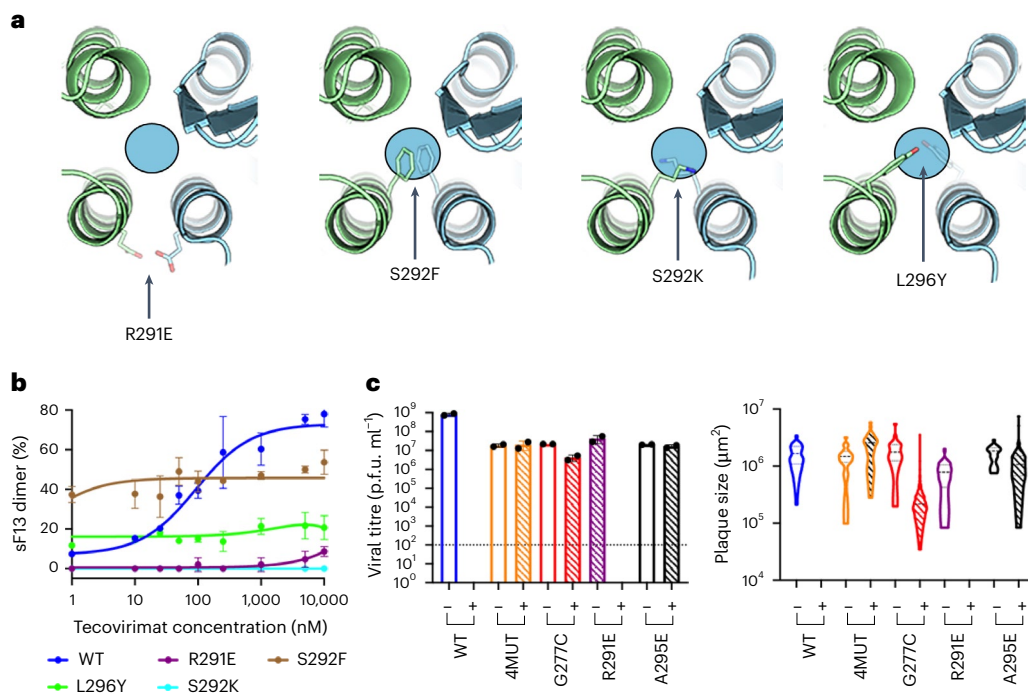 a
R291E
S292F
S292K
L296Y
b
sF13 dimer (%)
80
60
40
20
0
1 10 100 1,000 10,000
Tecovirimat concentration (nM)
WT R291E S292F
L296Y S292K
c
Viral titre (p.f.u. ml⁻¹)
10⁹
10⁸
10⁷
10⁶
10⁵
10⁴
10³
10²
10¹
10⁰
– + – + – + – + – +
WT 4MUT G277C R291E A295E
Plaque size (μm²)
10⁷
10⁶
10⁵
10⁴
– + – + – + – + – +
WT 4MUT G277C R291E A295E